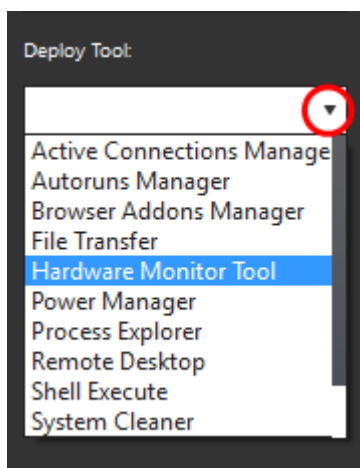 Deploy Tool:
Active Connections Manage
Autoruns Manager
Browser Addons Manager
File Transfer
Hardware Monitor Tool
Power Manager
Process Explorer
Remote Desktop
Shell Execute
System Cleaner